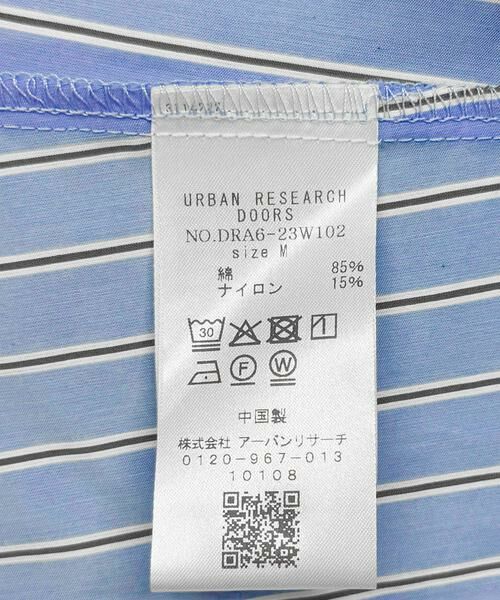 URBAN RESEARCH
DOORS
NO.DRA6-23W102
size M
綿 85%
ナイロン 15%
30
F W
中国製
株式会社 アーバンリサーチ
0120-967-013
10108